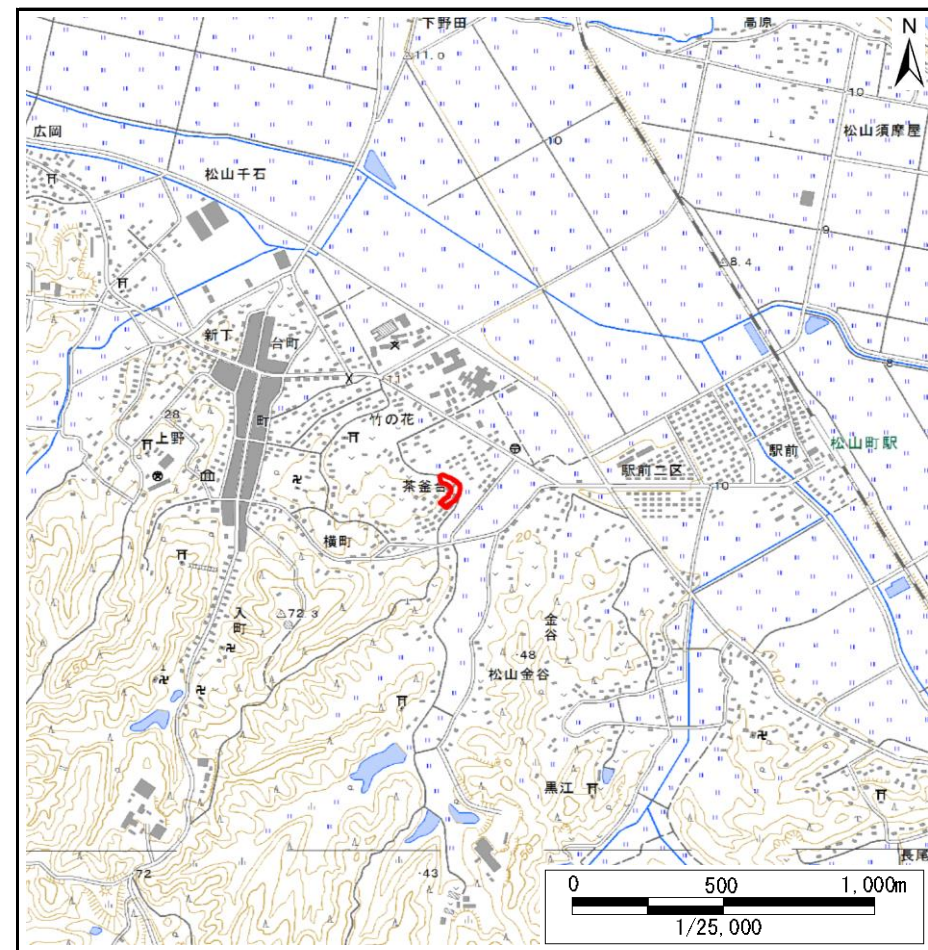 下野田
高原
N
11.0
10
10
広岡
松山千石
松山須摩屋
9
8.4
新丁
台町
8
町
11
竹の花
28
上野
松山町駅
駅前
駅前二区
茶釜台
10
横町
20
72.3
入町
金谷
48
松山金谷
50
10
黒江
50
長尾
72
43
0 500 1,000m
1/25,000